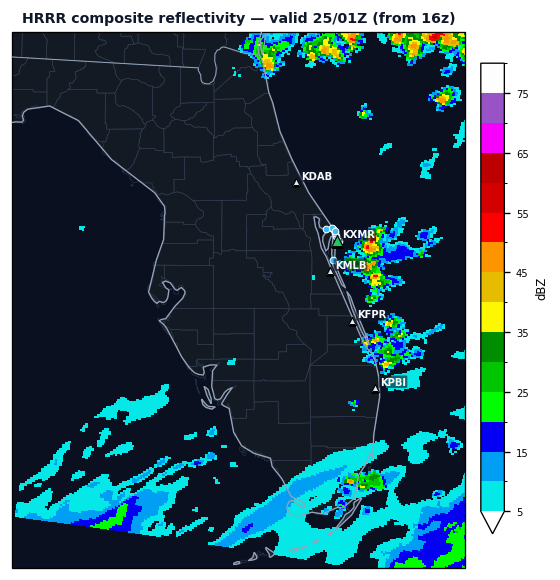 HRRR composite reflectivity — valid 25/01Z (from 16z)
KDAB
KXMR
KMLB
KFPR
KPBI
75
65
55
45
35
25
15
5
dBZ